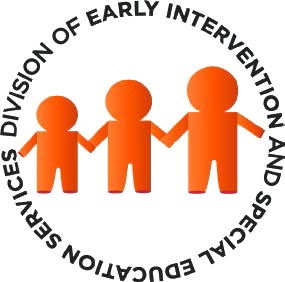 DIVISION OF EARLY INTERVENTION AND SPECIAL EDUCATION SERVICES